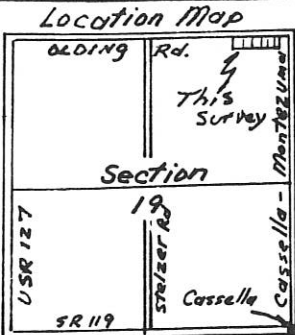 Location Map
OLDING Rd.
This
Survey
Section
19
USR 127
Stelzer Rd
Cassella - Montezuma
Cassella
SR 119